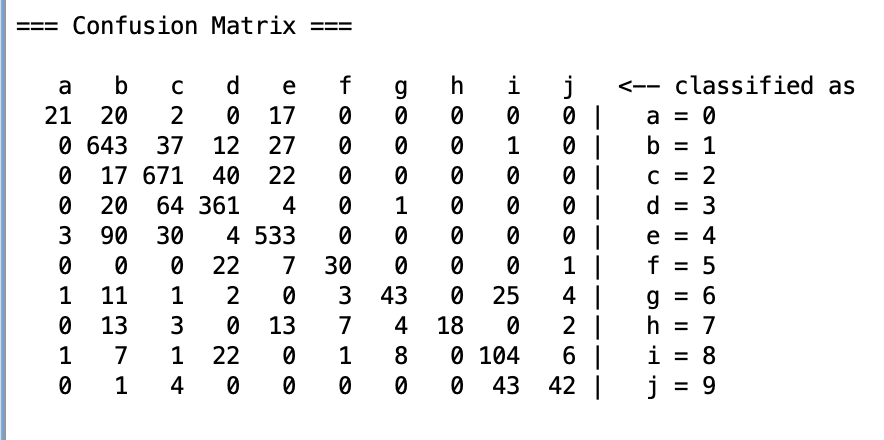 === Confusion Matrix ===
   a   b   c   d   e   f   g   h   i   j   <-- classified as
  21  20   2   0  17   0   0   0   0   0 |   a = 0
   0 643  37  12  27   0   0   0   1   0 |   b = 1
   0  17 671  40  22   0   0   0   0   0 |   c = 2
   0  20  64 361   4   0   1   0   0   0 |   d = 3
   3  90  30   4 533   0   0   0   0   0 |   e = 4
   0   0   0  22   7  30   0   0   0   1 |   f = 5
   1  11   1   2   0   3  43   0  25   4 |   g = 6
   0  13   3   0  13   7   4  18   0   2 |   h = 7
   1   7   1  22   0   1   8   0 104   6 |   i = 8
   0   1   4   0   0   0   0   0  43  42 |   j = 9